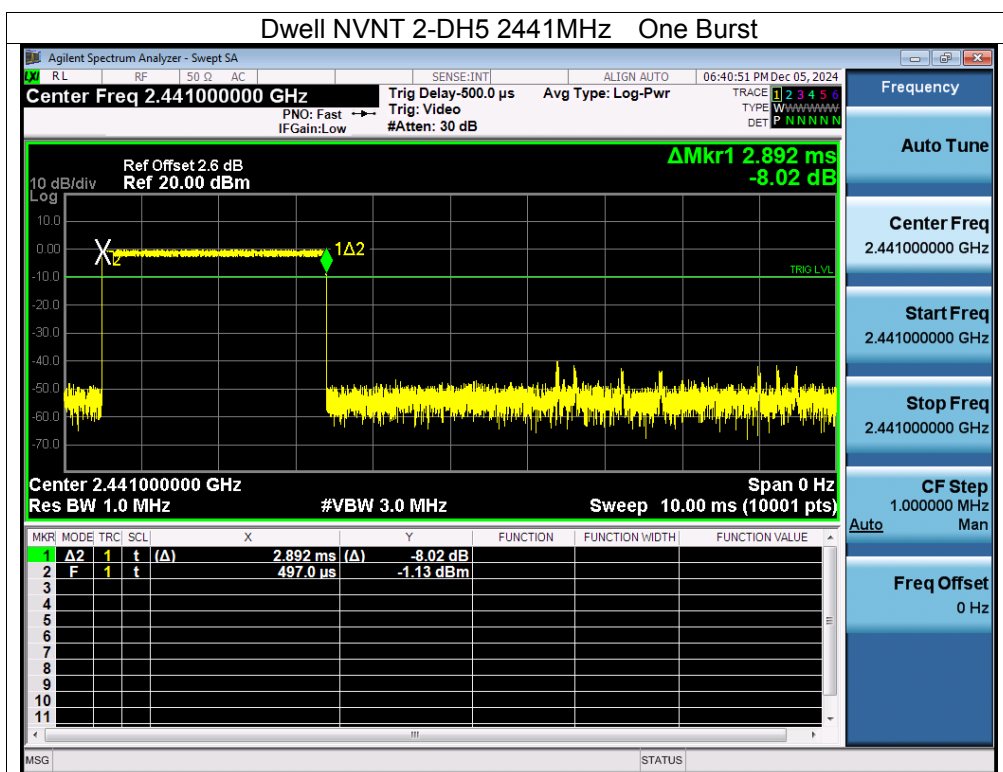 Dwell NVNT 2-DH5 2441MHz One Burst
Agilent Spectrum Analyzer - Swept SA
LXI RL RF 50 Ω AC SENSE:INT ALIGN AUTO 06:40:51 PM Dec 05, 2024
Center Freq 2.441000000 GHz
PNO: Fast
IFGain:Low
Trig Delay-500.0 µs
Trig: Video
#Atten: 30 dB
Avg Type: Log-Pwr
TRACE 1 2 3 4 5 6
TYPE WWWWWW
DET P N N N N N
Ref Offset 2.6 dB
Ref 20.00 dBm
10 dB/div
Log
ΔMkr1 2.892 ms
-8.02 dB
10.0
0.00
-10.0
-20.0
-30.0
-40.0
-50.0
-60.0
-70.0
X2
1Δ2
TRIG LVL
Center 2.441000000 GHz Span 0 Hz
Res BW 1.0 MHz #VBW 3.0 MHz Sweep 10.00 ms (10001 pts)
MKR MODE TRC SCL X Y FUNCTION FUNCTION WIDTH FUNCTION VALUE
1 Δ2 1 t (Δ) 2.892 ms (Δ) -8.02 dB
2 F 1 t 497.0 µs -1.13 dBm
3
4
5
6
7
8
9
10
11
MSG STATUS
Frequency
Auto Tune
Center Freq
2.441000000 GHz
Start Freq
2.441000000 GHz
Stop Freq
2.441000000 GHz
CF Step
1.000000 MHz
Auto Man
Freq Offset
0 Hz